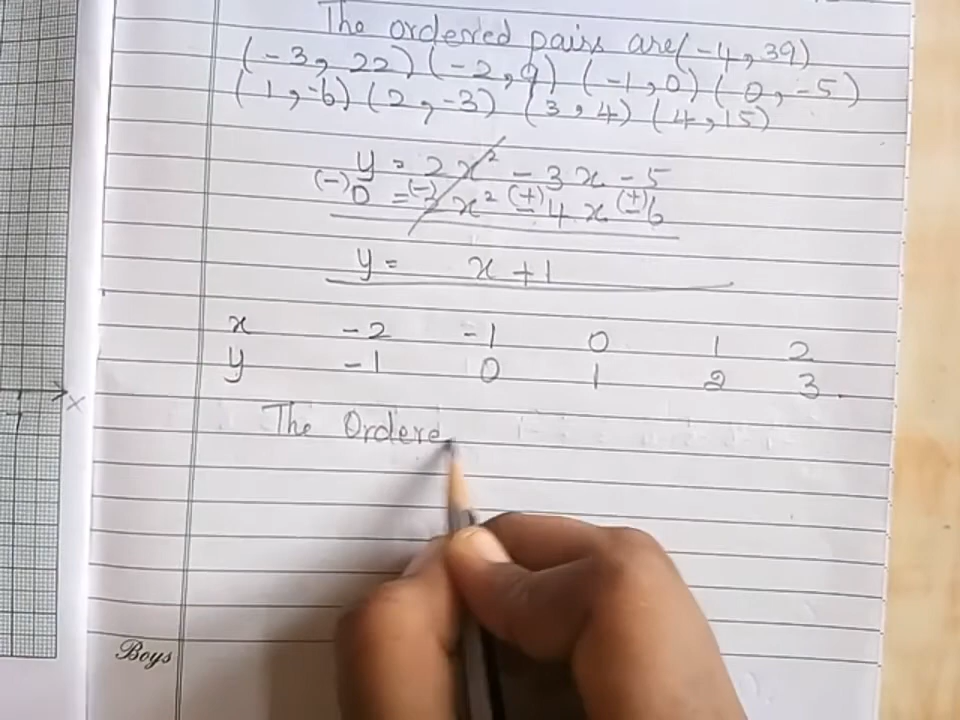 The ordered pairs are (-4, 39)
(-3, 22) (-2, 9) (-1, 0) (0, -5)
(1, -6) (2, -3) (3, 4) (4, 15)
y = 2x² - 3x - 5
(-) 0 = (-) 2x² (+) - 4x (+) - 6
y = x + 1
x -2 -1 0 1 2
y -1 0 1 2 3
x
The Ordere
Boys